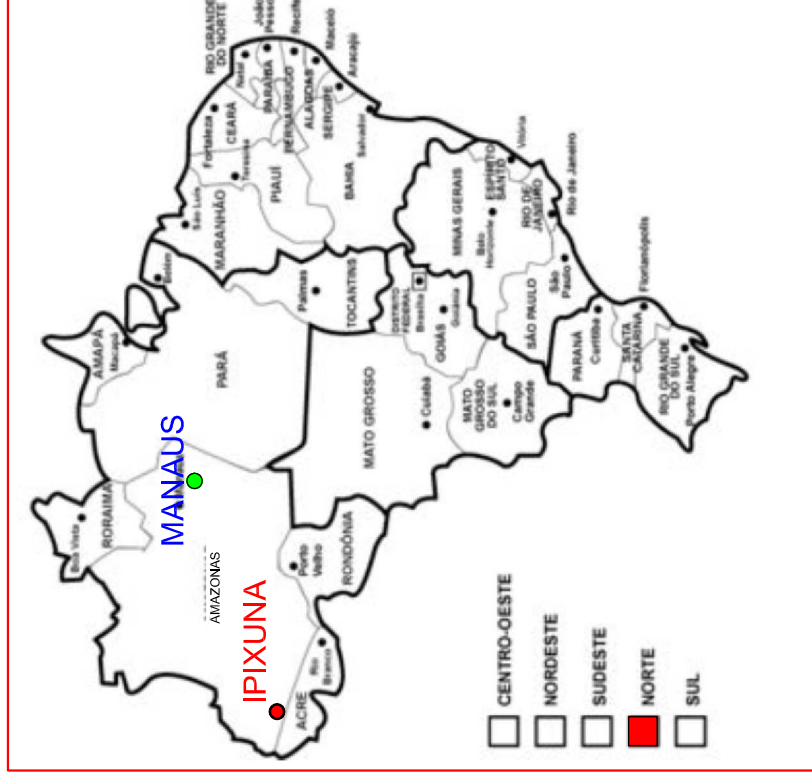 RORAIMA
Boa Vista
AMAPÁ
Macapá
MANAUS
AMAZONAS
PARÁ
Belém
MARANHÃO
São Luís
PIAUÍ
Teresina
CEARÁ
Fortaleza
RIO GRANDE
DO NORTE
Natal
PARAÍBA
João
Pesso
PERNAMBUCO
Recife
ALAGOAS
Maceió
SERGIPE
Aracajú
BAHIA
Salvador
IPIXUNA
ACRE
Rio
Branco
RONDÔNIA
Porto
Velho
MATO GROSSO
Cuiabá
TOCANTINS
Palmas
DISTRITO
FEDERAL
Brasília
GOIÁS
Goiânia
MATO
GROSSO
DO SUL
Campo
Grande
MINAS GERAIS
Belo
Horizonte
ESPÍRITO
SANTO
Vitória
RIO DE
JANEIRO
Rio de Janeiro
SÃO PAULO
São
Paulo
PARANÁ
Curitiba
SANTA
CATARINA
Florianópolis
RIO GRANDE
DO SUL
Porto Alegre
CENTRO-OESTE
NORDESTE
SUDESTE
NORTE
SUL